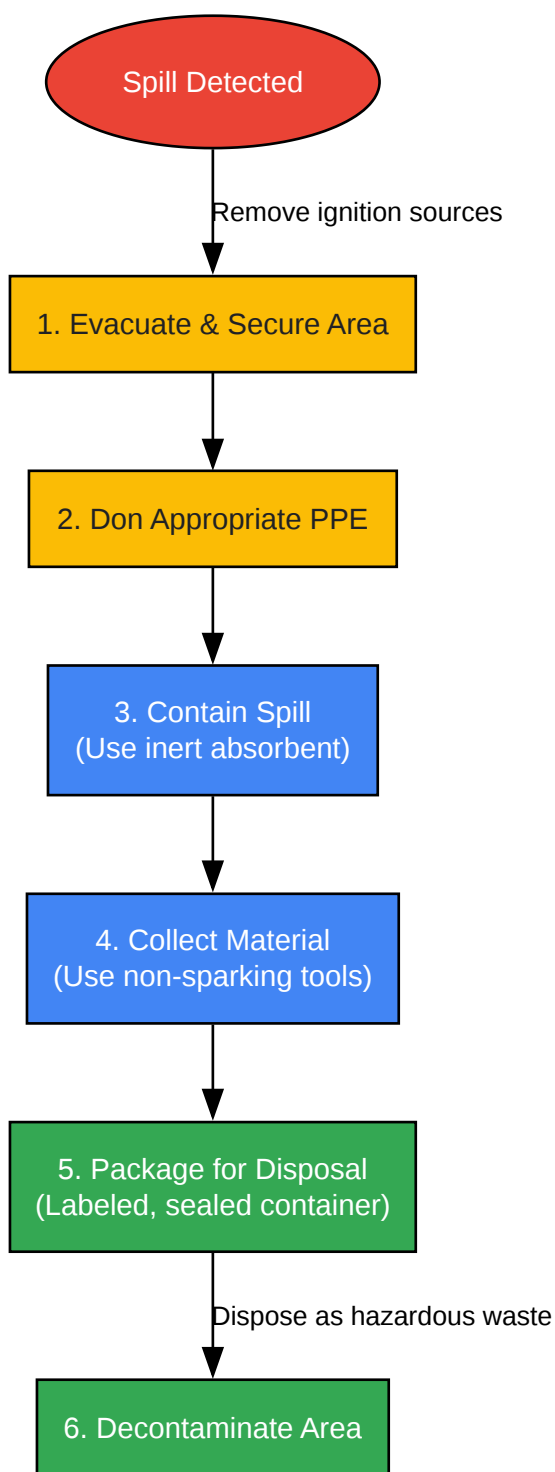 Spill Detected
Remove ignition sources
1. Evacuate & Secure Area
2. Don Appropriate PPE
3. Contain Spill
(Use inert absorbent)
4. Collect Material
(Use non-sparking tools)
5. Package for Disposal
(Labeled, sealed container)
Dispose as hazardous waste
6. Decontaminate Area